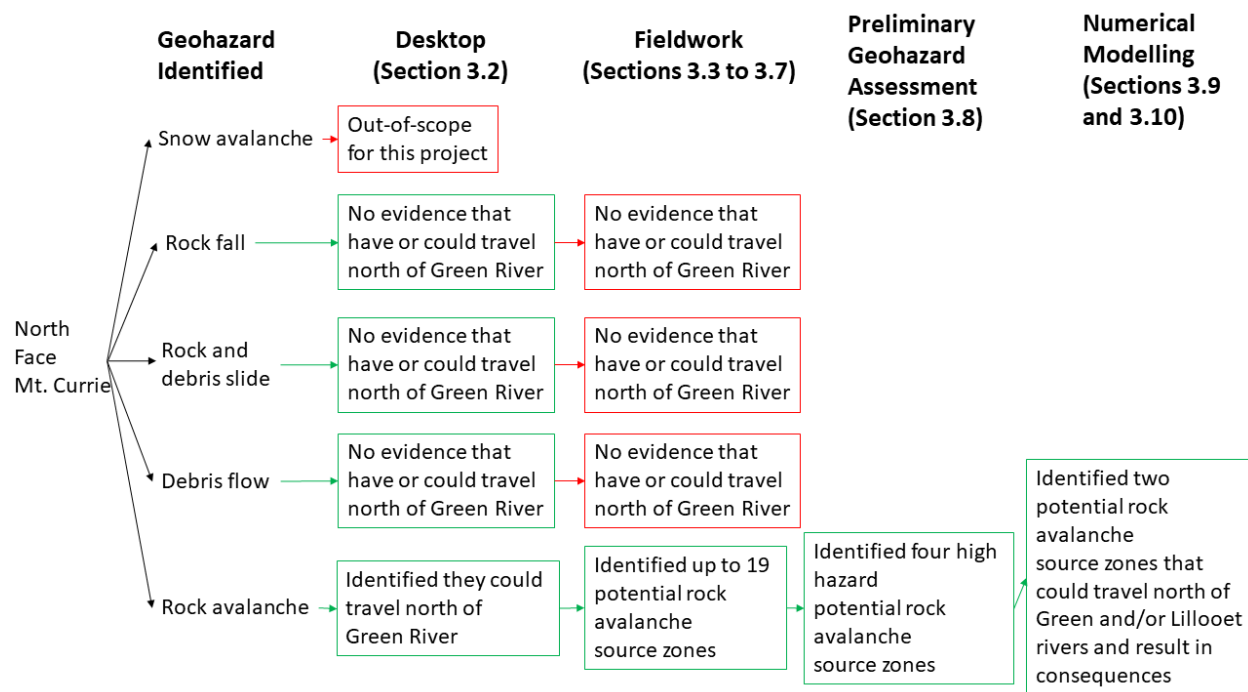 Geohazard
Identified
Desktop
(Section 3.2)
Fieldwork
(Sections 3.3 to 3.7)
Preliminary
Geohazard
Assessment
(Section 3.8)
Numerical
Modelling
(Sections 3.9
and 3.10)
North
Face
Mt. Currie
Snow avalanche
Out-of-scope
for this project
Rock fall
No evidence that
have or could travel
north of Green River
No evidence that
have or could travel
north of Green River
Rock and
debris slide
No evidence that
have or could travel
north of Green River
No evidence that
have or could travel
north of Green River
Debris flow
No evidence that
have or could travel
north of Green River
No evidence that
have or could travel
north of Green River
Rock avalanche
Identified they could
travel north of
Green River
Identified up to 19
potential rock
avalanche
source zones
Identified four high
hazard
potential rock
avalanche
source zones
Identified two
potential rock
avalanche
source zones that
could travel north of
Green and/or Lillooet
rivers and result in
consequences